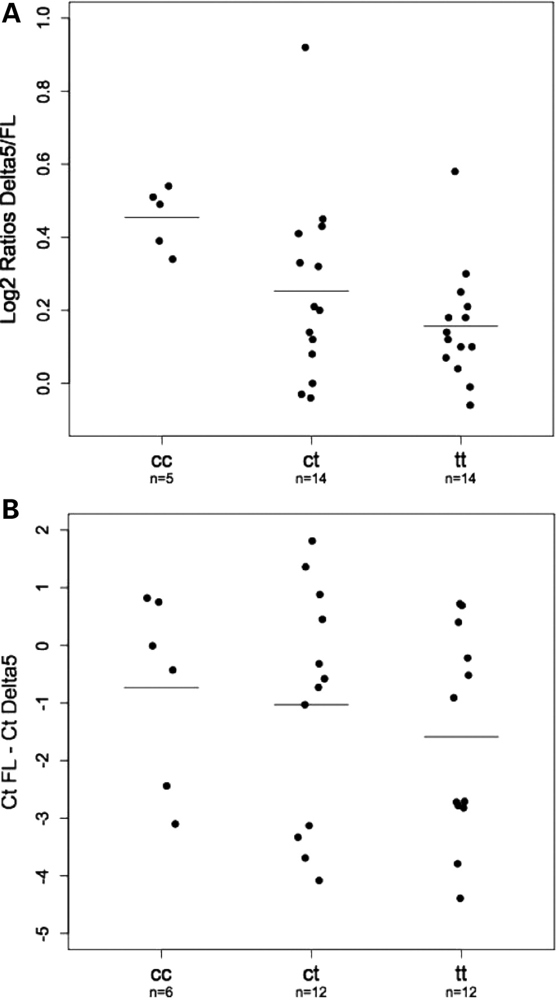 A
Log2 Ratios Delta5/FL
1.0
0.8
0.6
0.4
0.2
0.0
cc
ct
tt
n=5
n=14
n=14
B
Ct FL - Ct Delta5
2
1
0
-1
-2
-3
-4
-5
cc
ct
tt
n=6
n=12
n=12